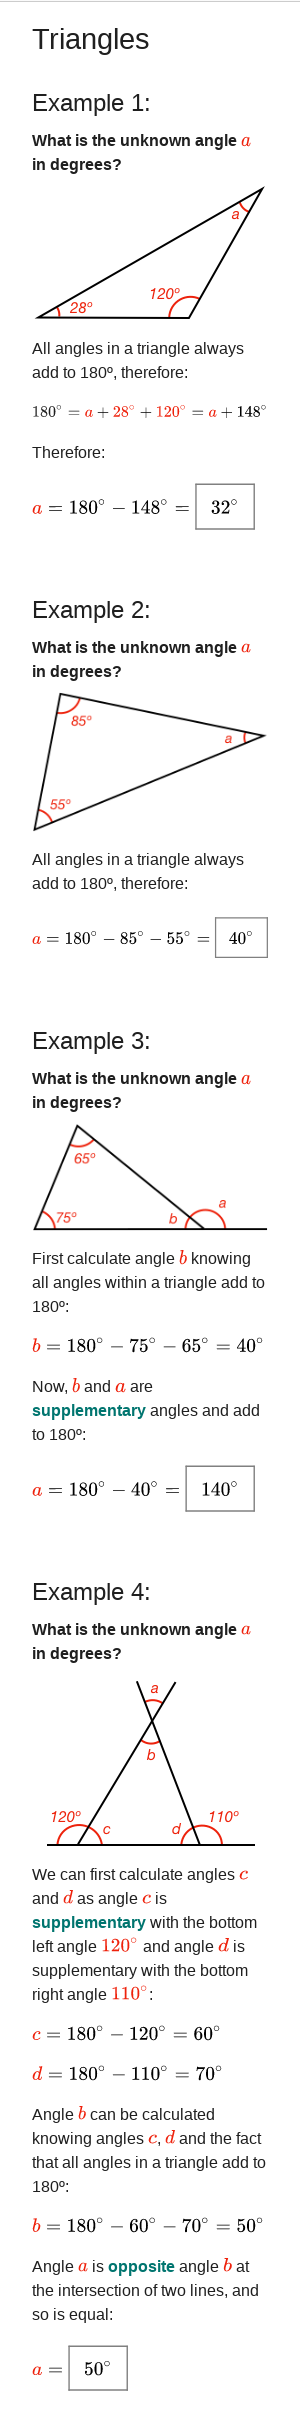 Triangles
Example 1:
What is the unknown angle a
in degrees?
a
120º
28º
All angles in a triangle always
add to 180º, therefore:
180° = a + 28° + 120° = a + 148°
Therefore:
a = 180° − 148° = 32°
Example 2:
What is the unknown angle a
in degrees?
85º
a
55º
All angles in a triangle always
add to 180º, therefore:
a = 180° − 85° − 55° = 40°
Example 3:
What is the unknown angle a
in degrees?
65º
a
75º
b
First calculate angle b knowing
all angles within a triangle add to
180º:
b = 180° − 75° − 65° = 40°
Now, b and a are
supplementary angles and add
to 180º:
a = 180° − 40° = 140°
Example 4:
What is the unknown angle a
in degrees?
a
b
120º
110º
c
d
We can first calculate angles c
and d as angle c is
supplementary with the bottom
left angle 120° and angle d is
supplementary with the bottom
right angle 110°:
c = 180° − 120° = 60°
d = 180° − 110° = 70°
Angle b can be calculated
knowing angles c, d and the fact
that all angles in a triangle add to
180º:
b = 180° − 60° − 70° = 50°
Angle a is opposite angle b at
the intersection of two lines, and
so is equal:
a = 50°